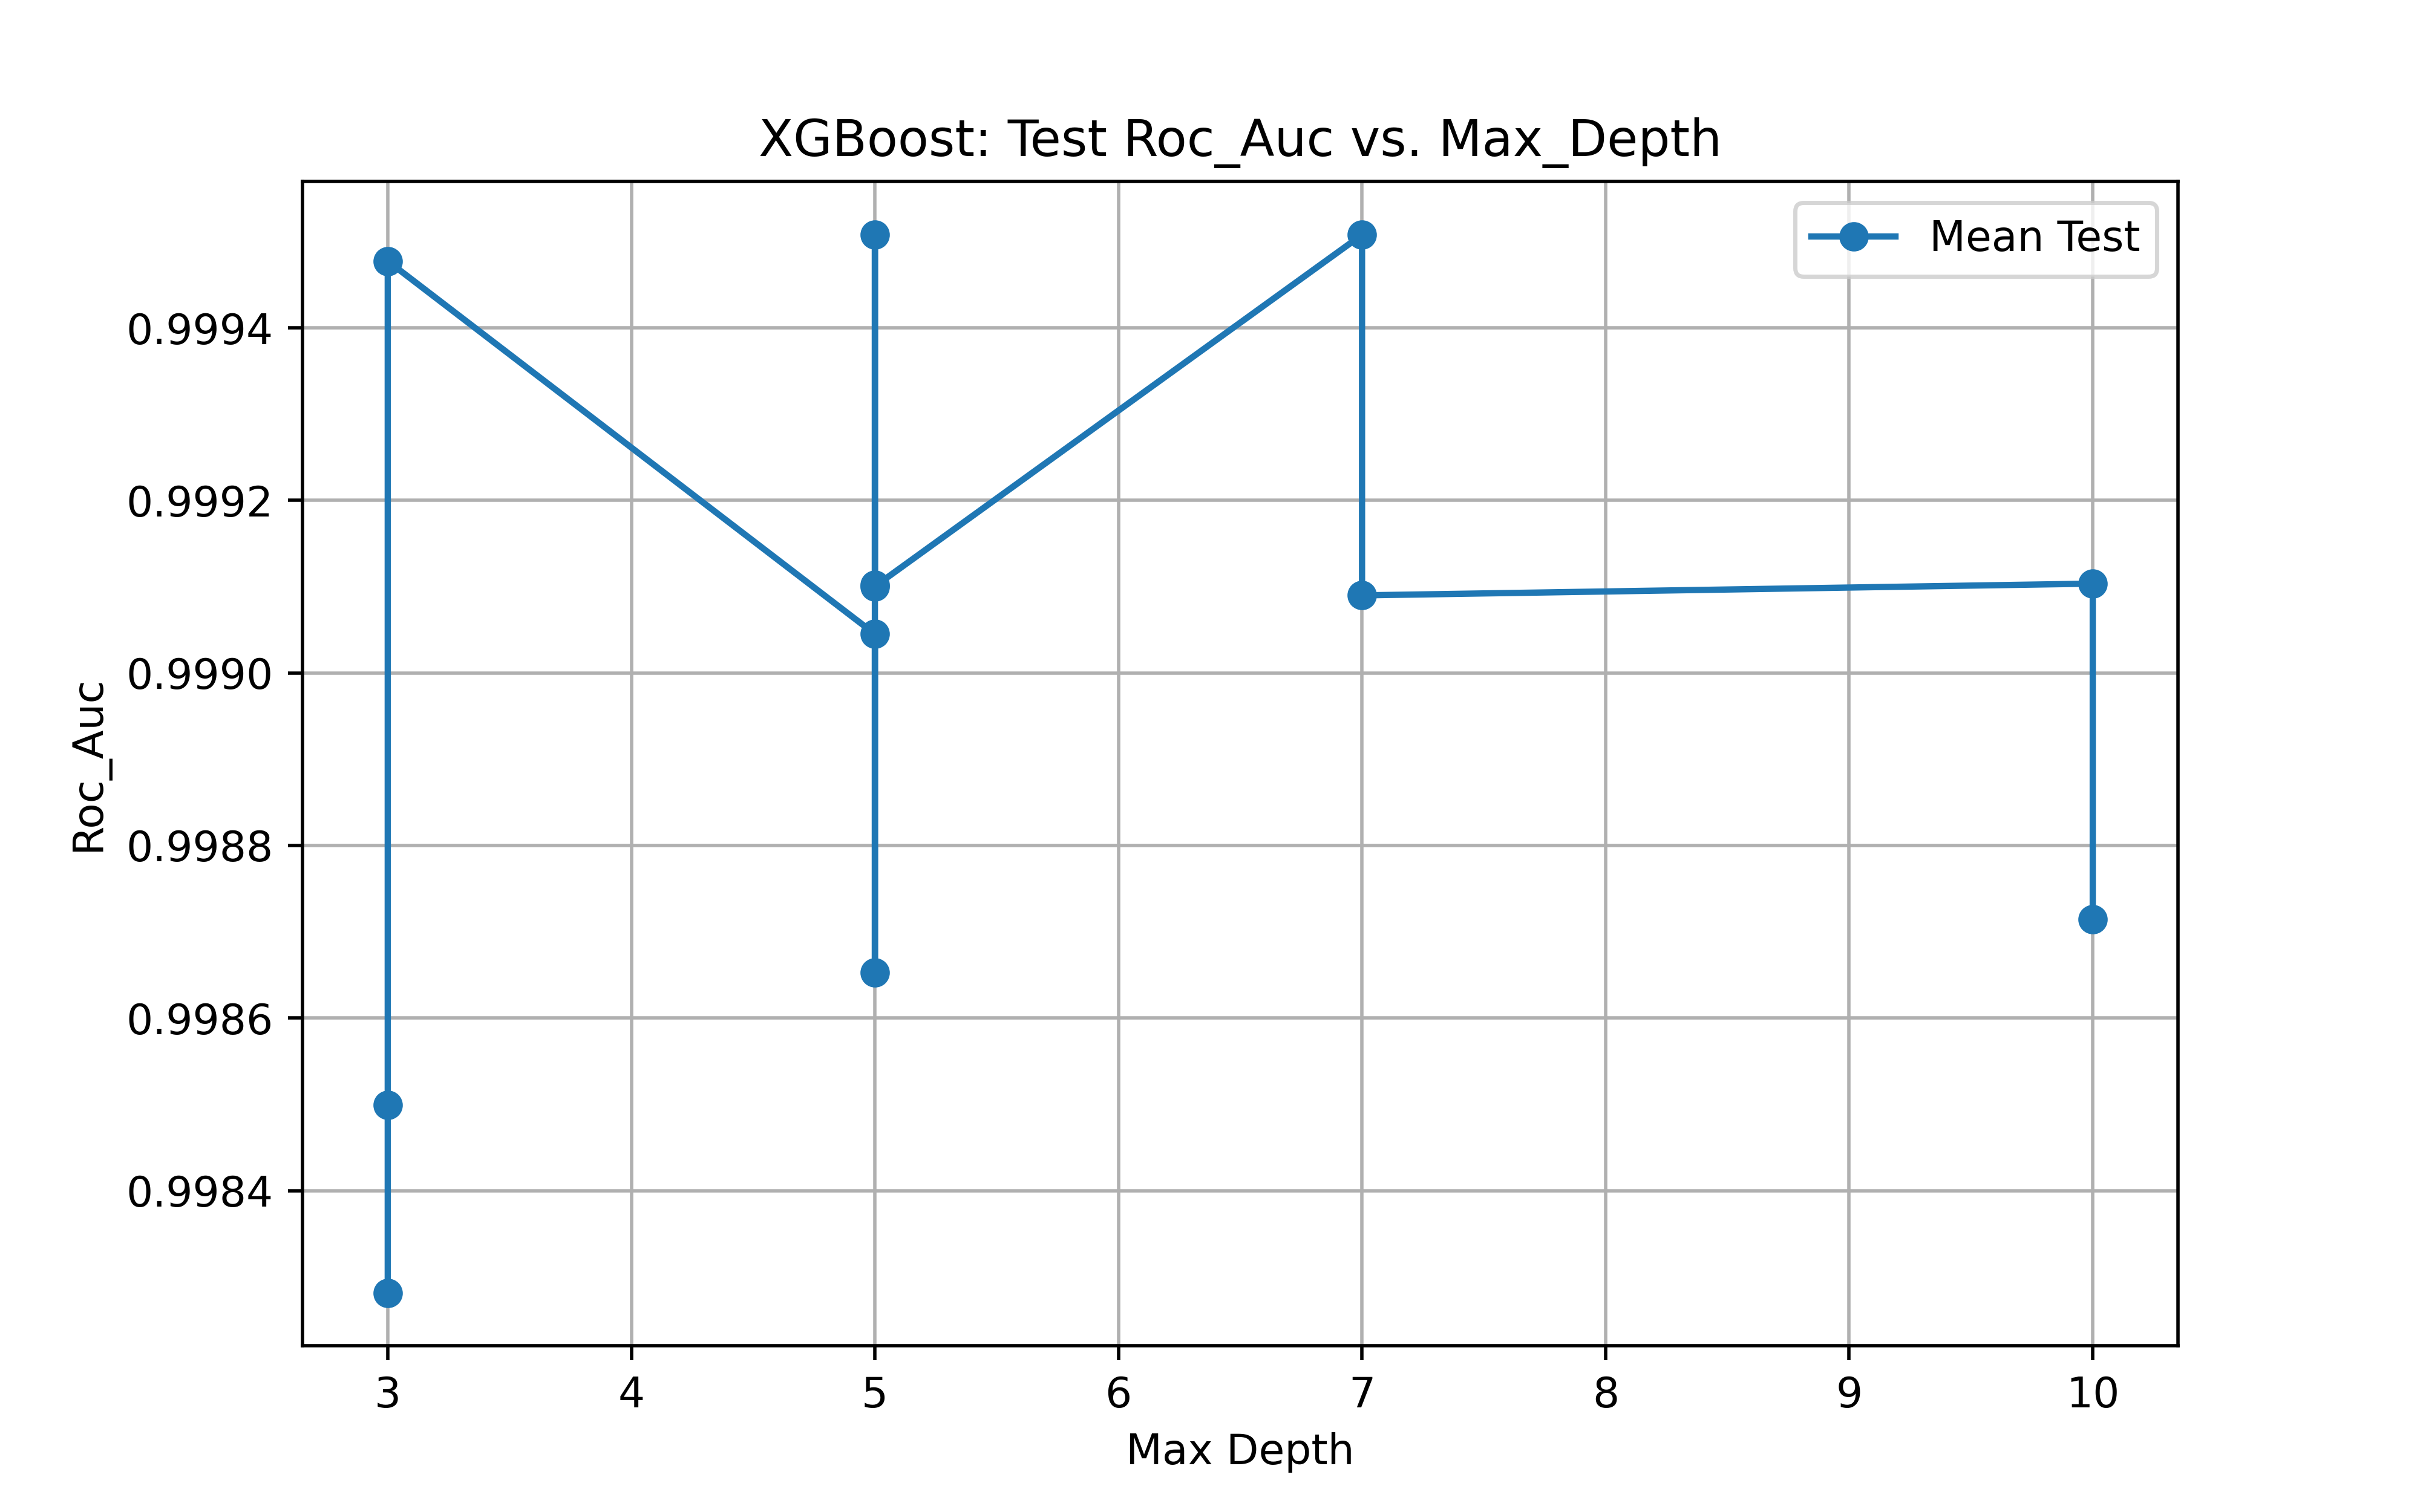 XGBoost: Test Roc_Auc vs. Max_Depth
Mean Test
0.9994
0.9992
0.9990
0.9988
0.9986
0.9984
Roc_Auc
3 4 5 6 7 8 9 10
Max Depth